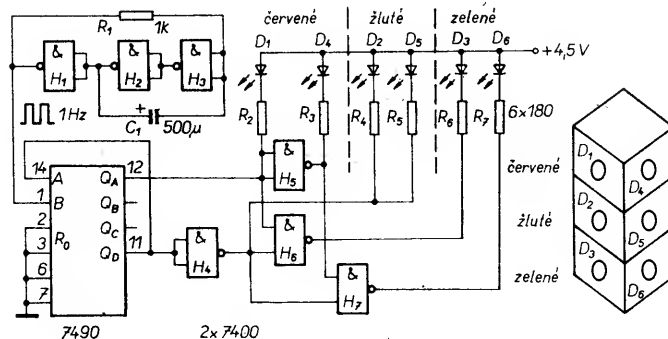 červené žluté zelené
R1 1k
D1 D4 D2 D5 D3 D6
+4,5V
& & &
H1 H2 H3
1Hz
+
C1 500μ
R2 R3 R4 R5 R6 R7 6×180
D1
D4
červené
D2
žluté
D5
D3
zelené
D6
14 A QA 12
1 B QB
2 QC
R0
3 QD 11
6
7
&
H5
&
H4
&
H6
&
H7
7490 2×7400